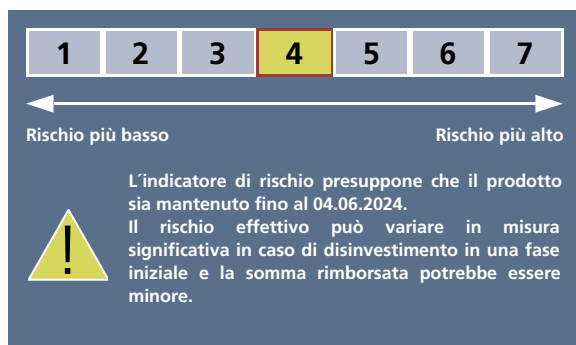 1 2 3 4 5 6 7
Rischio più basso Rischio più alto
L´indicatore di rischio presuppone che il prodotto
sia mantenuto fino al 04.06.2024.
Il rischio effettivo può variare in misura
significativa in caso di disinvestimento in una fase
iniziale e la somma rimborsata potrebbe essere
minore.
!